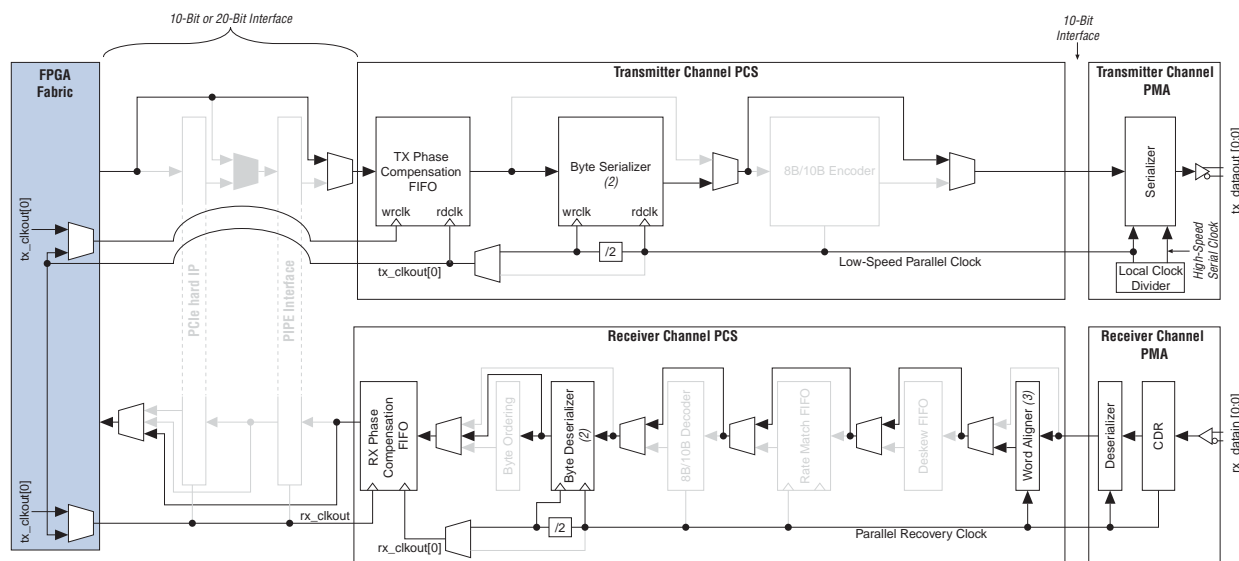 10-Bit or 20-Bit Interface
10-Bit
Interface
FPGA
Fabric
Transmitter Channel PCS
Transmitter Channel
PMA
TX Phase
Compensation
FIFO
wrclk
rdclk
Byte Serializer
(2)
wrclk
rdclk
8B/10B Encoder
Serializer
tx_dataout [0:0]
tx_clkout[0]
tx_clkout[0]
/2
Low-Speed Parallel Clock
High-Speed
Serial Clock
Local Clock
Divider
PCIe hard IP
PIPE Interface
Receiver Channel PCS
Receiver Channel
PMA
RX Phase
Compensation
FIFO
Byte Ordering
Byte Deserializer
(2)
8B/10B Decoder
Rate Match FIFO
Deskew FIFO
Word Aligner (3)
Deserializer
CDR
rx_datain [0:0]
tx_clkout[0]
rx_clkout
/2
Parallel Recovery Clock
rx_clkout[0]